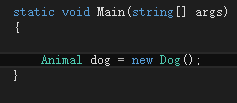 static void Main(string[] args)
{
Animal dog = new Dog();
}